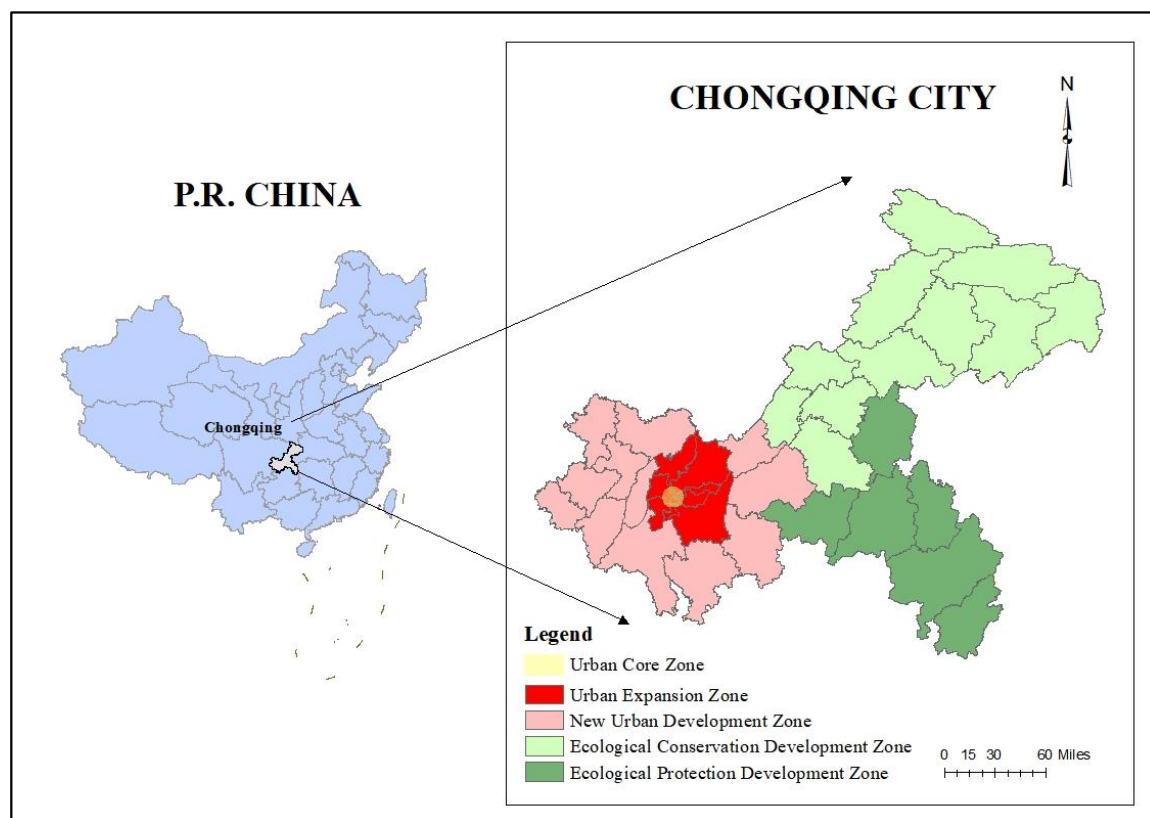 P.R. CHINA
Chongqing
CHONGQING CITY
N
Legend
Urban Core Zone
Urban Expansion Zone
New Urban Development Zone
Ecological Conservation Development Zone
Ecological Protection Development Zone
0 15 30 60 Miles